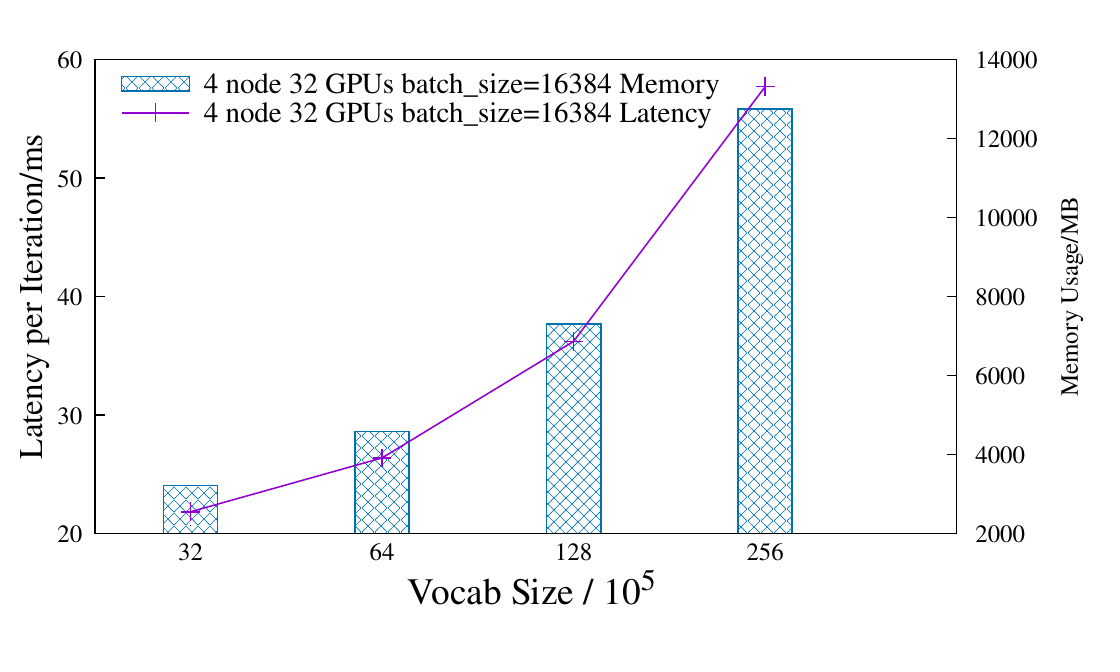 4 node 32 GPUs batch_size=16384 Memory
4 node 32 GPUs batch_size=16384 Latency
Latency per Iteration/ms
60
50
40
30
20
14000
12000
10000
8000
6000
4000
2000
Memory Usage/MB
32 64 128 256
Vocab Size / 10⁵